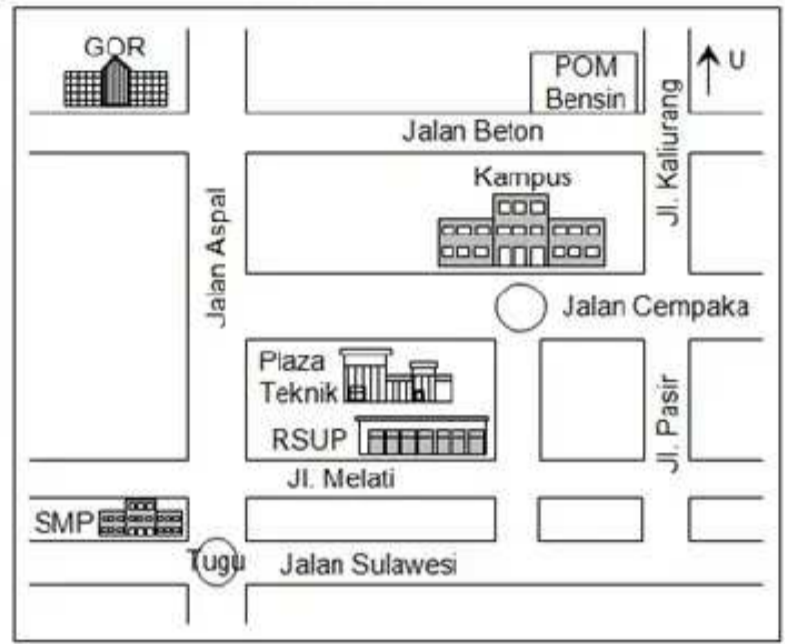 GOR
POM
Bensin
U
Jalan Beton
Jl. Kaliurang
Kampus
Jalan Aspal
Jalan Cempaka
Plaza
Teknik
RSUP
Jl. Pasir
Jl. Melati
SMP
Tugu
Jalan Sulawesi